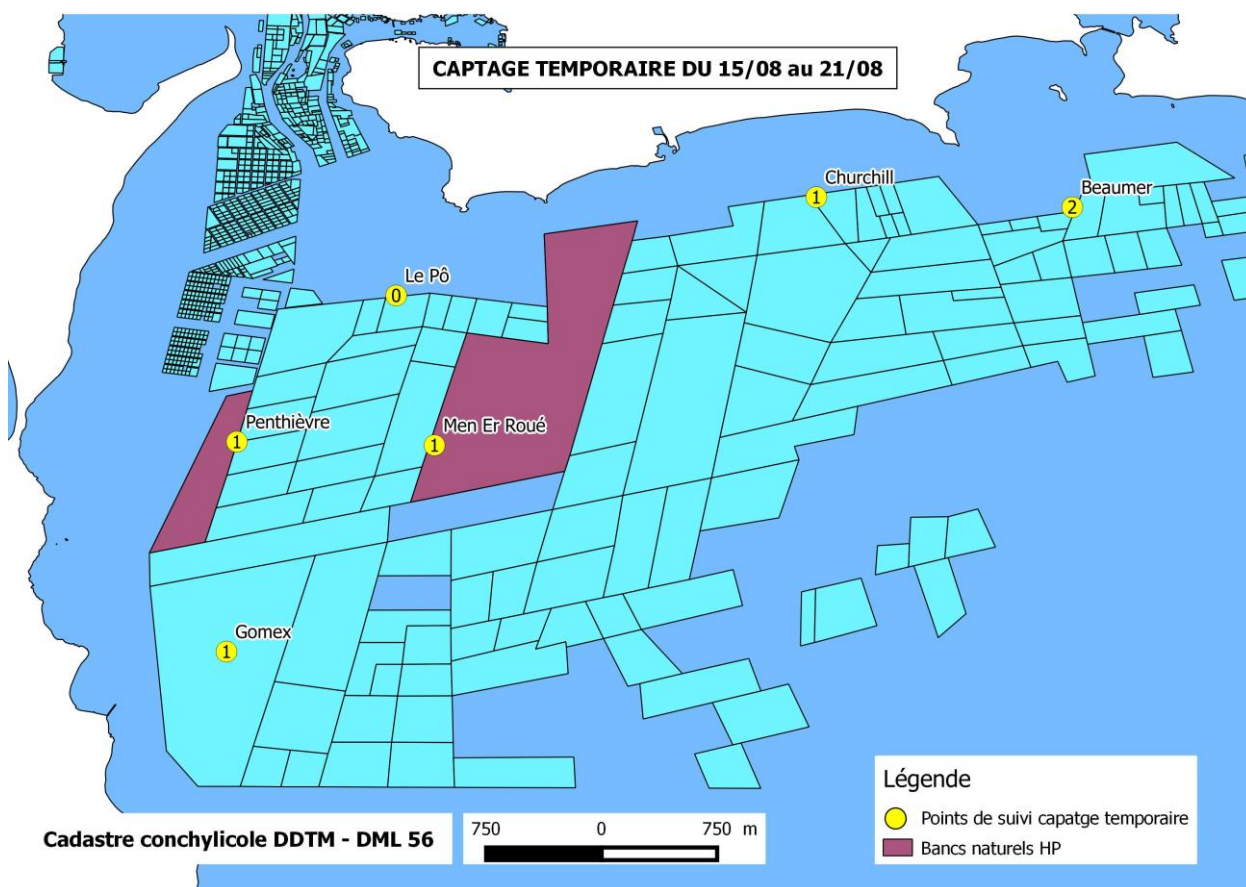 CAPTAGE TEMPORAIRE DU 15/08 au 21/08
Churchill
1
Beaumer
2
Le Pô
0
Penthièvre
1
Men Er Roué
1
Gomex
1
Légende
Points de suivi capatge temporaire
Bancs naturels HP
Cadastre conchylicole DDTM - DML 56
750 0 750 m